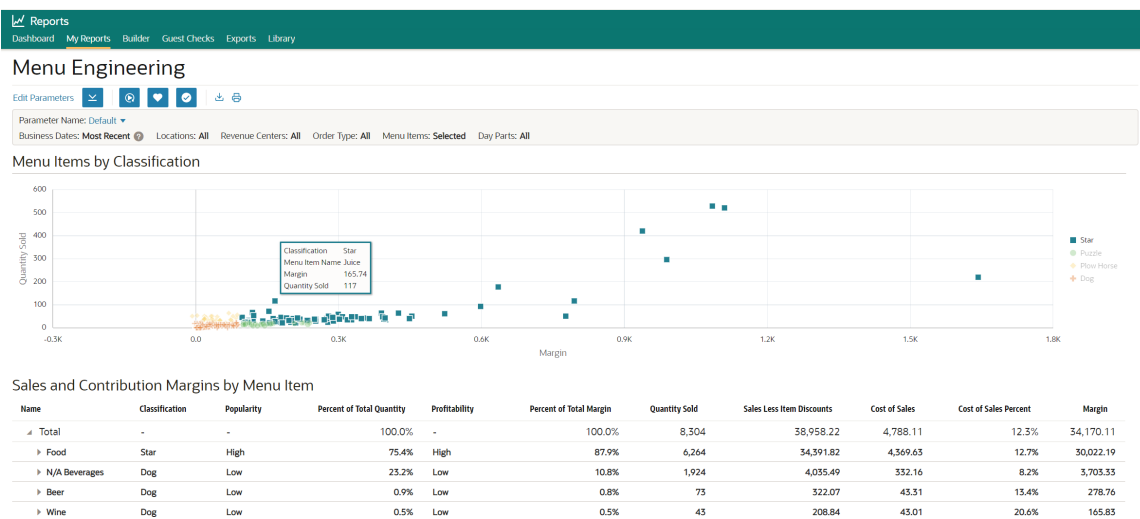 Reports
Dashboard My Reports Builder Guest Checks Exports Library
Menu Engineering
Edit Parameters
Parameter Name: Default
Business Dates: Most Recent ? Locations: All Revenue Centers: All Order Type: All Menu Items: Selected Day Parts: All
Menu Items by Classification
600
500
400
300
200
100
0
Quantity Sold
Classification Star
Menu Item Name Juice
Margin 165.74
Quantity Sold 117
Star
Puzzle
Plow Horse
Dog
-0.3K 0.0 0.3K 0.6K 0.9K 1.2K 1.5K 1.8K
Margin
Sales and Contribution Margins by Menu Item
Name Classification Popularity Percent of Total Quantity Profitability Percent of Total Margin Quantity Sold Sales Less Item Discounts Cost of Sales Cost of Sales Percent Margin
Total - - 100.0% - 100.0% 8,304 38,958.22 4,788.11 12.3% 34,170.11
Food Star High 75.4% High 87.9% 6,264 34,391.82 4,369.63 12.7% 30,022.19
N/A Beverages Dog Low 23.2% Low 10.8% 1,924 4,035.49 332.16 8.2% 3,703.33
Beer Dog Low 0.9% Low 0.8% 73 322.07 43.31 13.4% 278.76
Wine Dog Low 0.5% Low 0.5% 43 208.84 43.01 20.6% 165.83